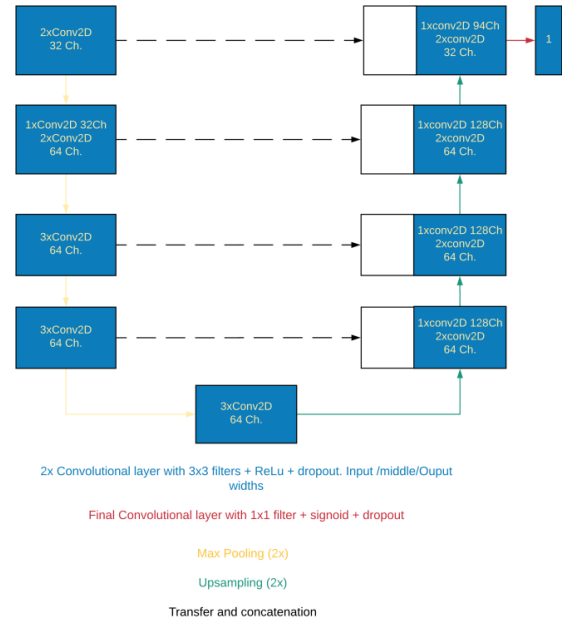 2xConv2D
32 Ch.
1xconv2D 94Ch
2xconv2D
32 Ch.
1
1xConv2D 32Ch
2xConv2D
64 Ch.
1xconv2D 128Ch
2xconv2D
64 Ch.
3xConv2D
64 Ch.
1xconv2D 128Ch
2xconv2D
64 Ch.
3xConv2D
64 Ch.
1xconv2D 128Ch
2xconv2D
64 Ch.
3xConv2D
64 Ch.
2x Convolutional layer with 3x3 filters + ReLu + dropout. Input /middle/Ouput
widths
Final Convolutional layer with 1x1 filter + signoid + dropout
Max Pooling (2x)
Upsampling (2x)
Transfer and concatenation